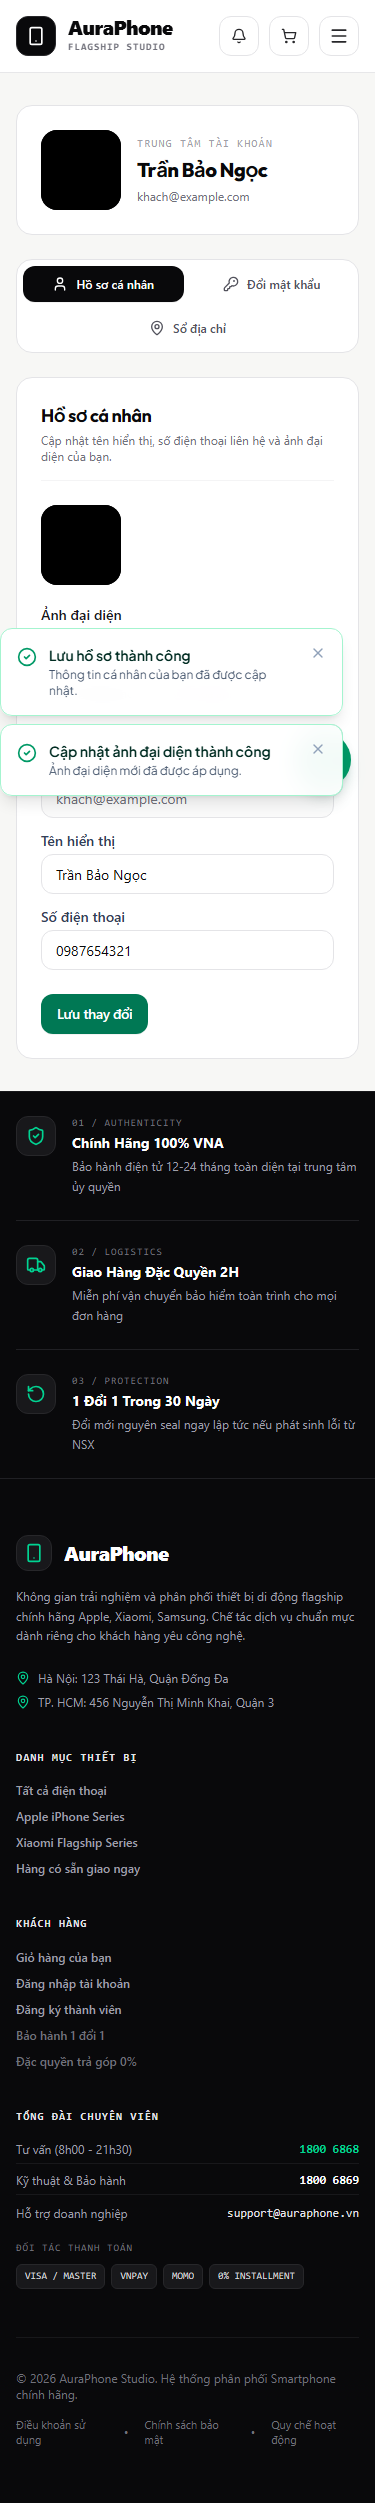 AuraPhone
FLAGSHIP STUDIO
TRUNG TÂM TÀI KHOẢN
Trần Bảo Ngọc
khach@example.com
Hồ sơ cá nhân
Đổi mật khẩu
Sổ địa chỉ
Hồ sơ cá nhân
Cập nhật tên hiển thị, số điện thoại liên hệ và ảnh đại
diện của bạn.
Ảnh đại diện
Lưu hồ sơ thành công
Thông tin cá nhân của bạn đã được cập
nhật.
Cập nhật ảnh đại diện thành công
Ảnh đại diện mới đã được áp dụng.
khach@example.com
Tên hiển thị
Trần Bảo Ngọc
Số điện thoại
0987654321
Lưu thay đổi
01 / AUTHENTICITY
Chính Hãng 100% VNA
Bảo hành điện tử 12-24 tháng toàn diện tại trung tâm
ủy quyền
02 / LOGISTICS
Giao Hàng Đặc Quyền 2H
Miễn phí vận chuyển bảo hiểm toàn trình cho mọi
đơn hàng
03 / PROTECTION
1 Đổi 1 Trong 30 Ngày
Đổi mới nguyên seal ngay lập tức nếu phát sinh lỗi từ
NSX
AuraPhone
Không gian trải nghiệm và phân phối thiết bị di động flagship
chính hãng Apple, Xiaomi, Samsung. Chế tác dịch vụ chuẩn mực
dành riêng cho khách hàng yêu công nghệ.
Hà Nội: 123 Thái Hà, Quận Đống Đa
TP. HCM: 456 Nguyễn Thị Minh Khai, Quận 3
DANH MỤC THIẾT BỊ
Tất cả điện thoại
Apple iPhone Series
Xiaomi Flagship Series
Hàng có sẵn giao ngay
KHÁCH HÀNG
Giỏ hàng của bạn
Đăng nhập tài khoản
Đăng ký thành viên
Bảo hành 1 đổi 1
Đặc quyền trả góp 0%
TỔNG ĐÀI CHUYÊN VIÊN
Tư vấn (8h00 - 21h30) 1800 6868
Kỹ thuật & Bảo hành 1800 6869
Hỗ trợ doanh nghiệp support@auraphone.vn
ĐỐI TÁC THANH TOÁN
VISA / MASTER VNPAY MOMO 0% INSTALLMENT
© 2026 AuraPhone Studio. Hệ thống phân phối Smartphone
chính hãng.
Điều khoản sử dụng • Chính sách bảo mật • Quy chế hoạt động